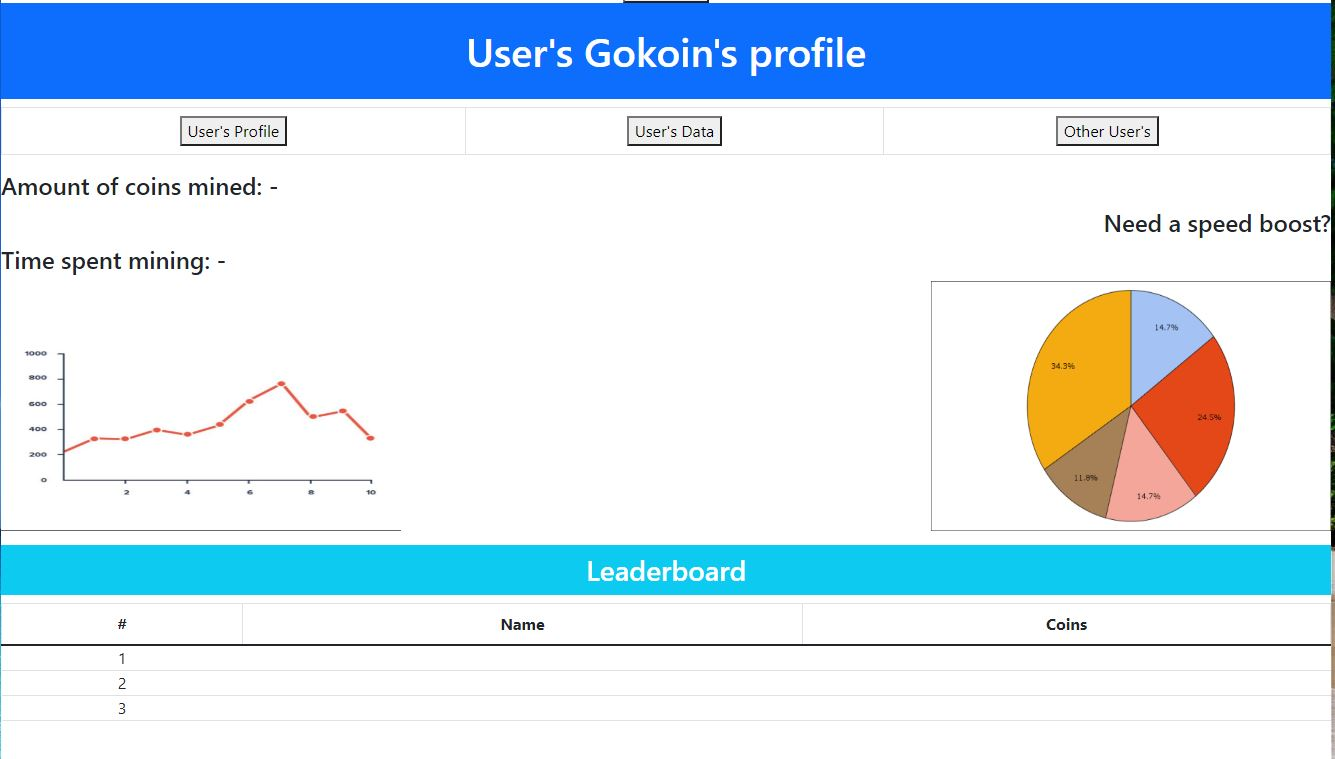 User's Gokoin's profile
User's Profile User's Data Other User's
Amount of coins mined: -
Need a speed boost?
Time spent mining: -
1000
800
600
400
200
0
2 4 6 8 10
14.7%
34.3%
24.5%
11.8%
14.7%
Leaderboard
# Name Coins
1
2
3